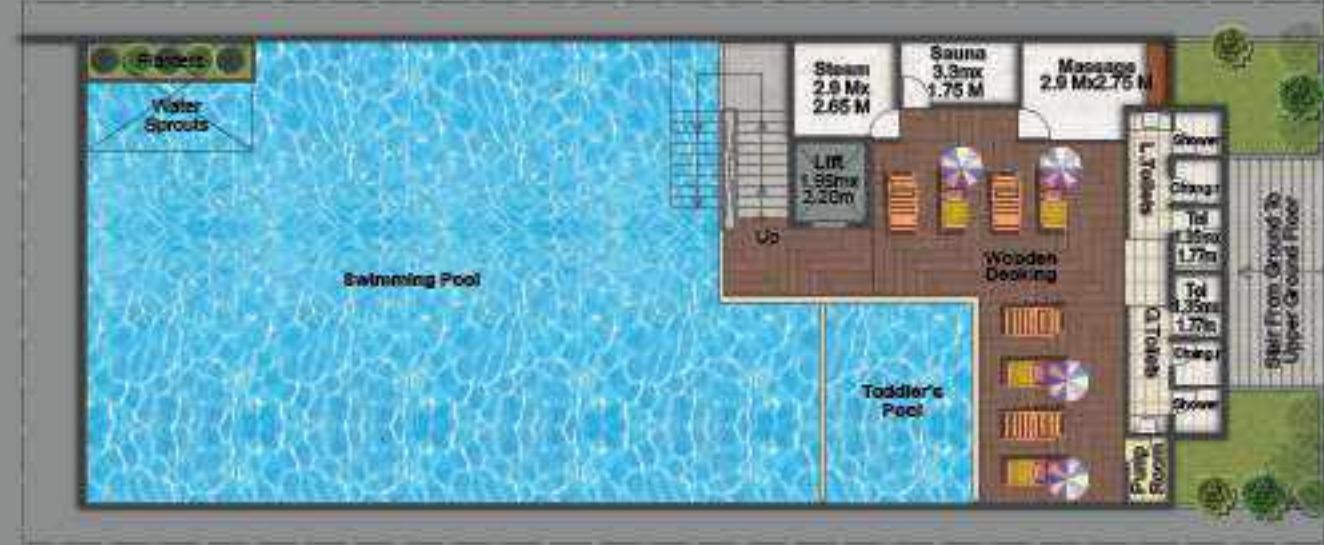 Planters
Water
Sprouts
Swimming Pool
Toddler's
Pool
Up
Steam
2.9 Mx
2.65 M
Sauna
3.3mx
1.75 M
Massage
2.9 Mx2.75 M
Lift
1.95mx
2.20m
Wooden
Decking
L.Toilets
G.Toilets
Shower
Chang.r
Toi
1.35mx
1.77m
Toi
1.35mx
1.77m
Chang.r
Shower
Pump
Room
Stair From Ground To
Upper Ground Floor